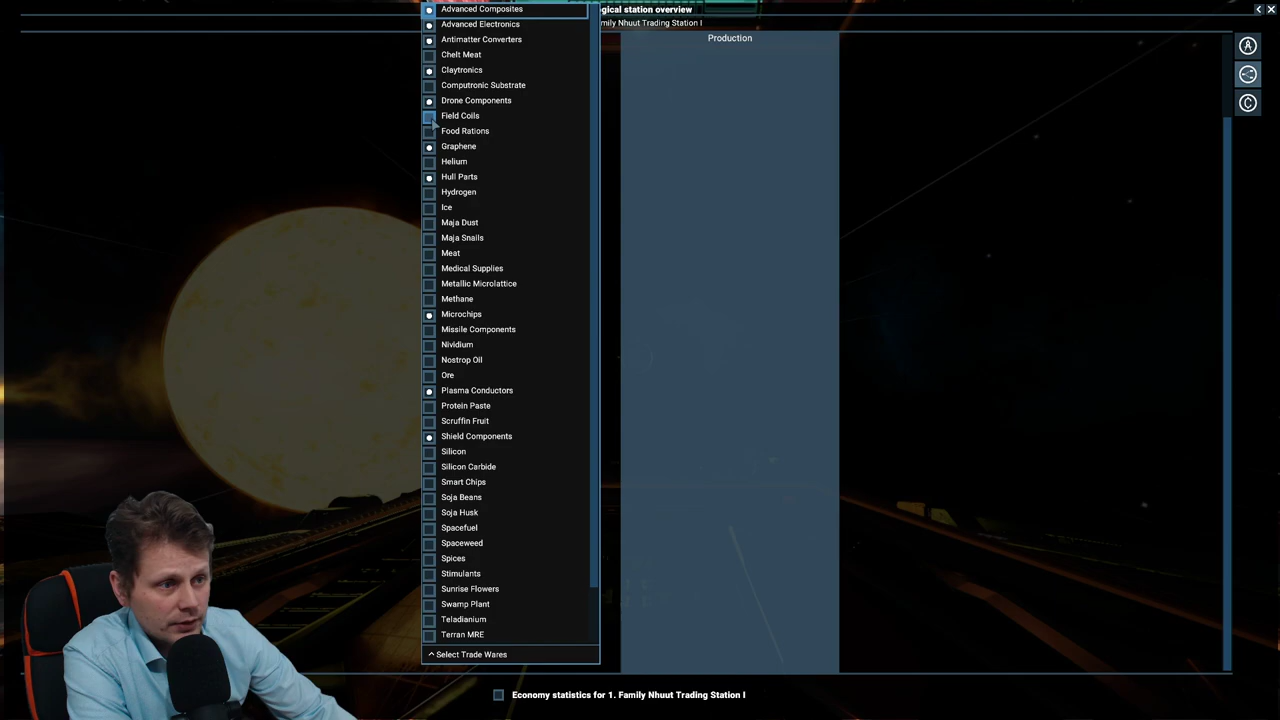 gical station overview
mily Nhuut Trading Station I
Production
Advanced Composites
Advanced Electronics
Antimatter Converters
Chelt Meat
Claytronics
Computronic Substrate
Drone Components
Field Coils
Food Rations
Graphene
Helium
Hull Parts
Hydrogen
Ice
Maja Dust
Maja Snails
Meat
Medical Supplies
Metallic Microlattice
Methane
Microchips
Missile Components
Nividium
Nostrop Oil
Ore
Plasma Conductors
Protein Paste
Scruffin Fruit
Shield Components
Silicon
Silicon Carbide
Smart Chips
Soja Beans
Soja Husk
Spacefuel
Spaceweed
Spices
Stimulants
Sunrise Flowers
Swamp Plant
Teladianium
Terran MRE
Select Trade Wares
Economy statistics for 1. Family Nhuut Trading Station I